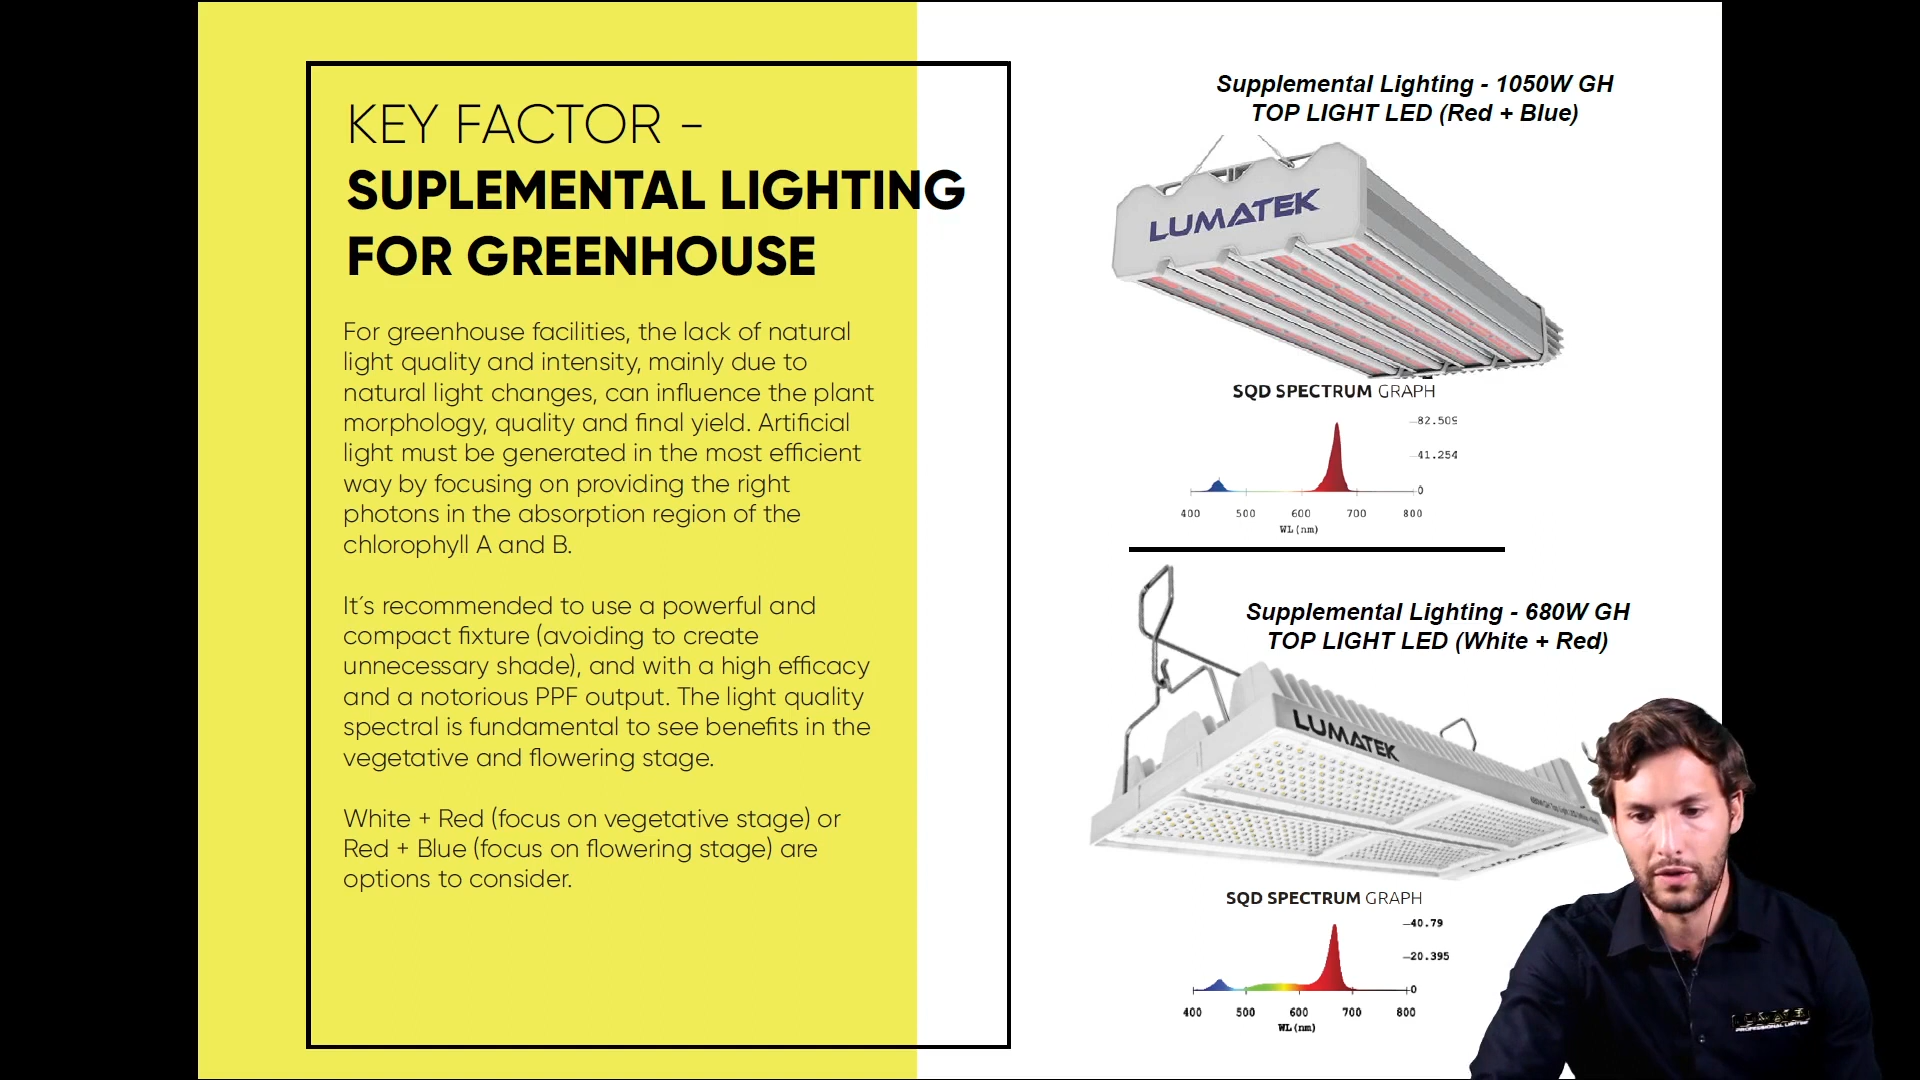 KEY FACTOR -
SUPLEMENTAL LIGHTING
FOR GREENHOUSE
For greenhouse facilities, the lack of natural
light quality and intensity, mainly due to
natural light changes, can influence the plant
morphology, quality and final yield. Artificial
light must be generated in the most efficient
way by focusing on providing the right
photons in the absorption region of the
chlorophyll A and B.
It´s recommended to use a powerful and
compact fixture (avoiding to create
unnecessary shade), and with a high efficacy
and a notorious PPF output. The light quality
spectral is fundamental to see benefits in the
vegetative and flowering stage.
White + Red (focus on vegetative stage) or
Red + Blue (focus on flowering stage) are
options to consider.
Supplemental Lighting - 1050W GH
TOP LIGHT LED (Red + Blue)
LUMATEK
SQD SPECTRUM GRAPH
82.509
41.254
0
400 500 600 700 800
WL(nm)
Supplemental Lighting - 680W GH
TOP LIGHT LED (White + Red)
LUMATEK
SQD SPECTRUM GRAPH
40.79
20.395
0
400 500 600 700 800
WL(nm)
PROFESSIONAL LIGHTING